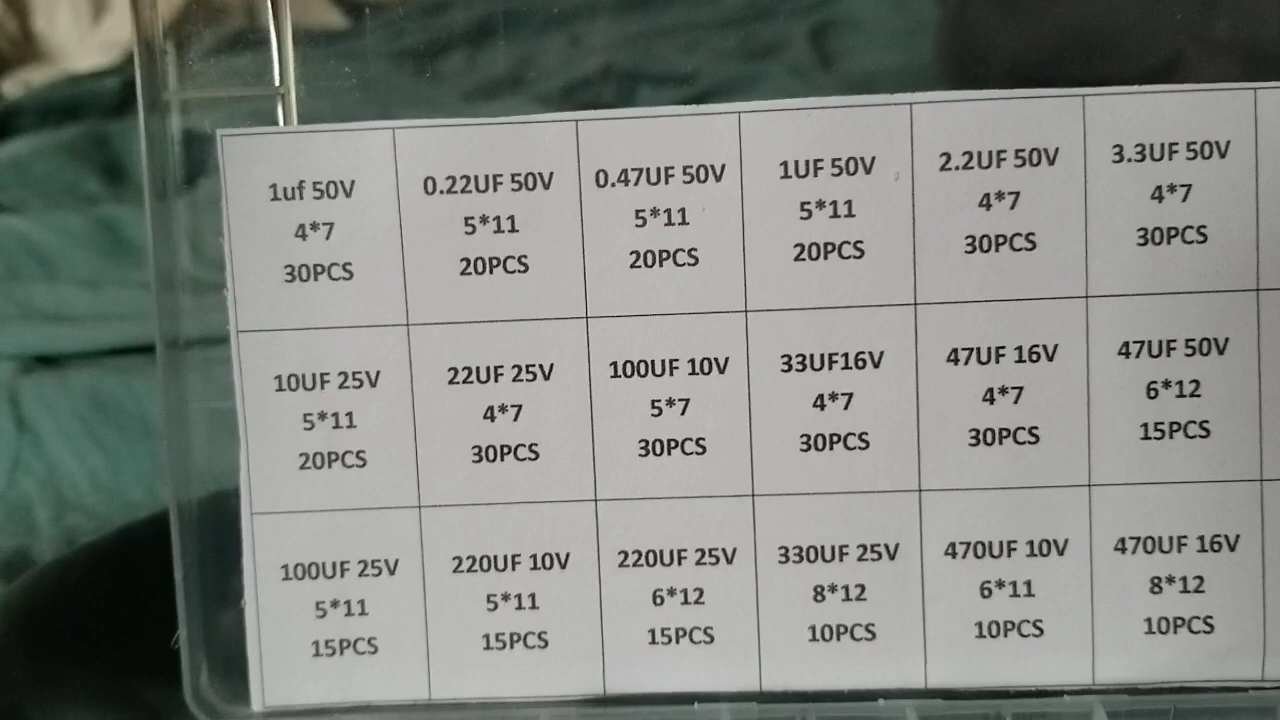 1uf 50V
4*7
30PCS
0.22UF 50V
5*11
20PCS
0.47UF 50V
5*11
20PCS
1UF 50V
5*11
20PCS
2.2UF 50V
4*7
30PCS
3.3UF 50V
4*7
30PCS
10UF 25V
5*11
20PCS
22UF 25V
4*7
30PCS
100UF 10V
5*7
30PCS
33UF16V
4*7
30PCS
47UF 16V
4*7
30PCS
47UF 50V
6*12
15PCS
100UF 25V
5*11
15PCS
220UF 10V
5*11
15PCS
220UF 25V
6*12
15PCS
330UF 25V
8*12
10PCS
470UF 10V
6*11
10PCS
470UF 16V
8*12
10PCS